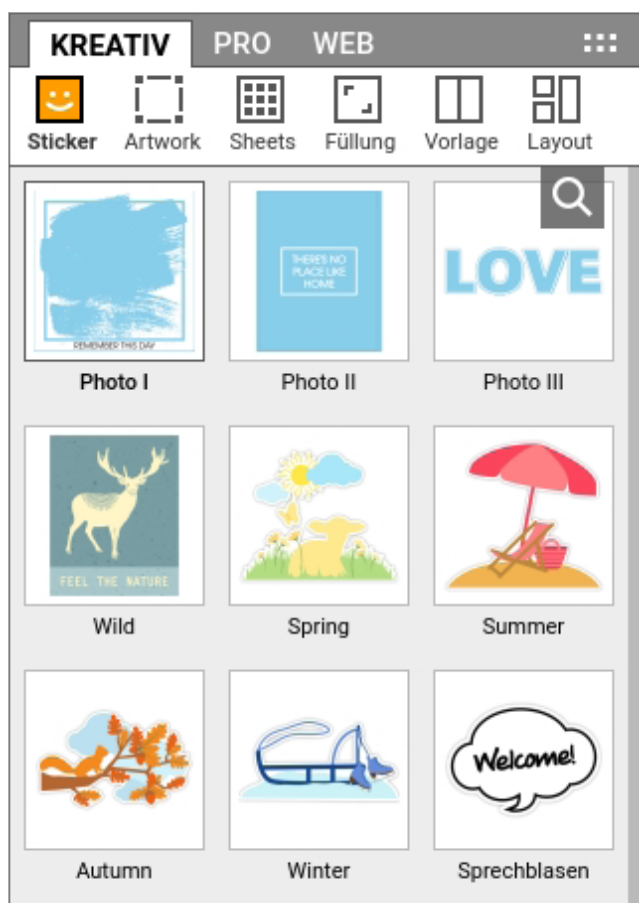 KREATIV PRO WEB
Sticker Artwork Sheets Füllung Vorlage Layout
REMEMBER THIS DAY
THERE'S NO
PLACE LIKE
HOME
LOVE
Photo I Photo II Photo III
FEEL THE NATURE
Wild Spring Summer
Welcome!
Autumn Winter Sprechblasen